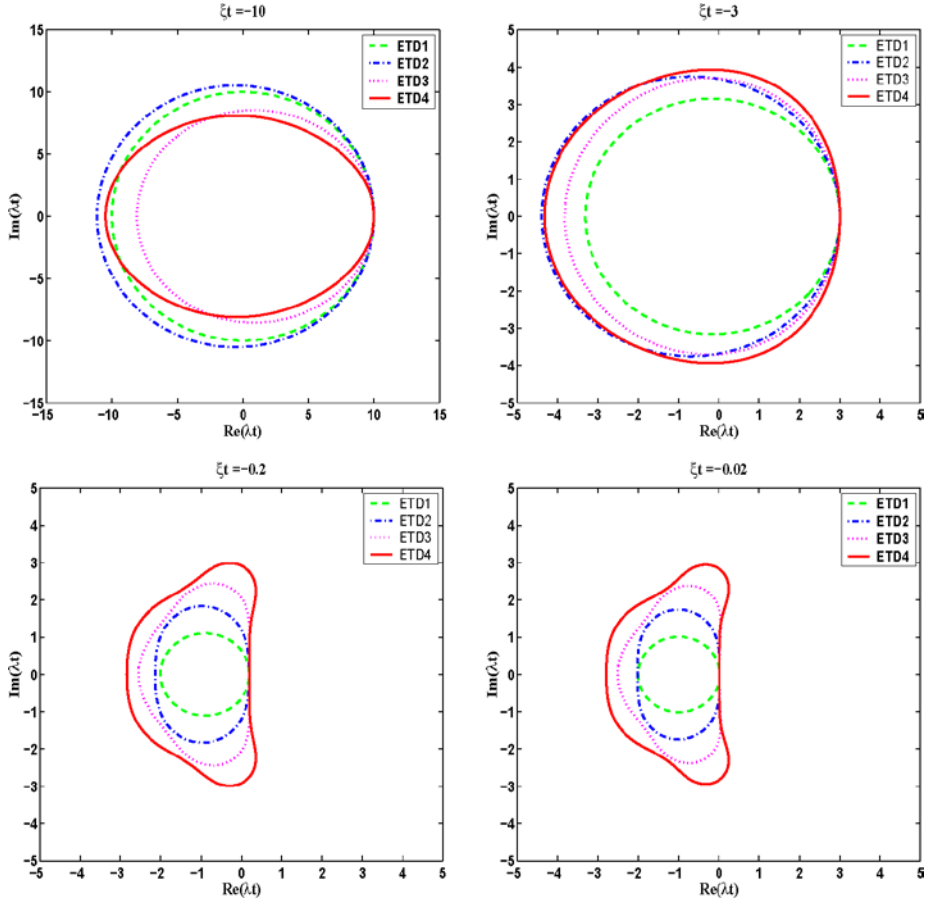 ξt =−10
15
10
5
0
−5
−10
−15
−15 −10 −5 0 5 10 15
Im(λt)
Re(λt)
ETD1
ETD2
ETD3
ETD4
ξt =−3
5
4
3
2
1
0
−1
−2
−3
−4
−5
−5 −4 −3 −2 −1 0 1 2 3 4 5
Im(λt)
Re(λt)
ETD1
ETD2
ETD3
ETD4
ξt =−0.2
5
4
3
2
1
0
−1
−2
−3
−4
−5
−5 −4 −3 −2 −1 0 1 2 3 4 5
Im(λt)
Re(λt)
ETD1
ETD2
ETD3
ETD4
ξt =−0.02
5
4
3
2
1
0
−1
−2
−3
−4
−5
−5 −4 −3 −2 −1 0 1 2 3 4 5
Im(λt)
Re(λt)
ETD1
ETD2
ETD3
ETD4